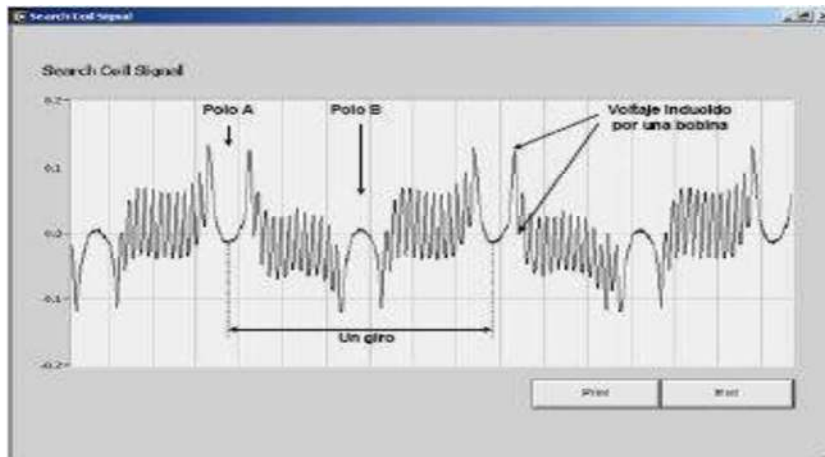 Search Coil Signal
Search Coil Signal
0.2
Polo A
Polo B
Voltaje inducido
por una bobina
0.1
0.0
-0.1
Un giro
-0.2
Print
Exit